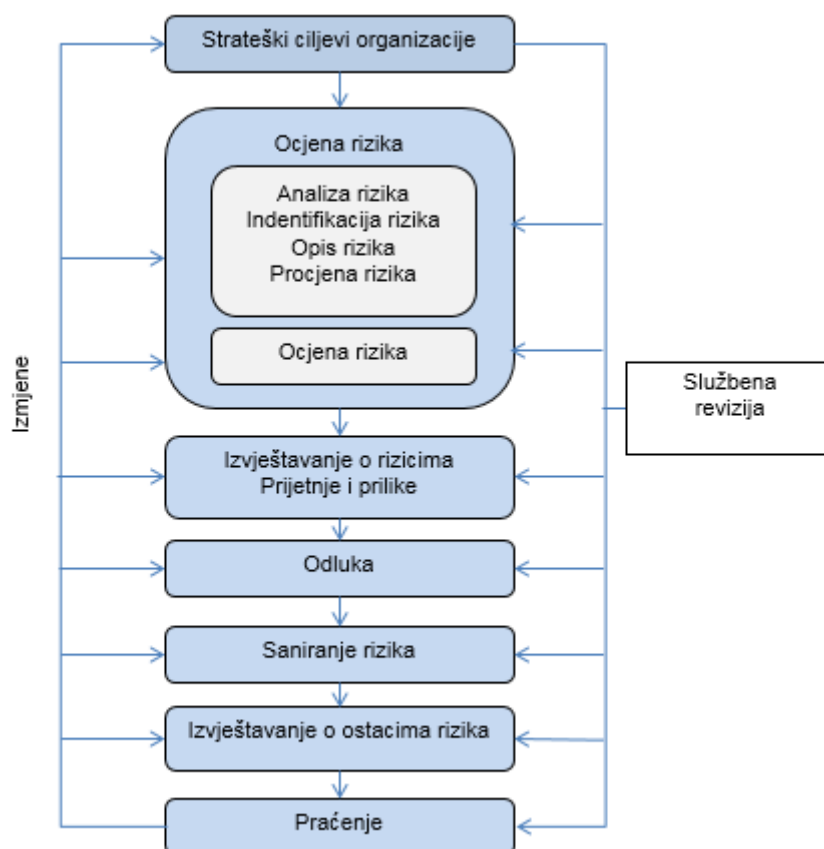 Strateški ciljevi organizacije
Ocjena rizika
Analiza rizika
Indentifikacija rizika
Opis rizika
Procjena rizika
Ocjena rizika
Izmjene
Službena
revizija
Izvještavanje o rizicima
Prijetnje i prilike
Odluka
Saniranje rizika
Izvještavanje o ostacima rizika
Praćenje